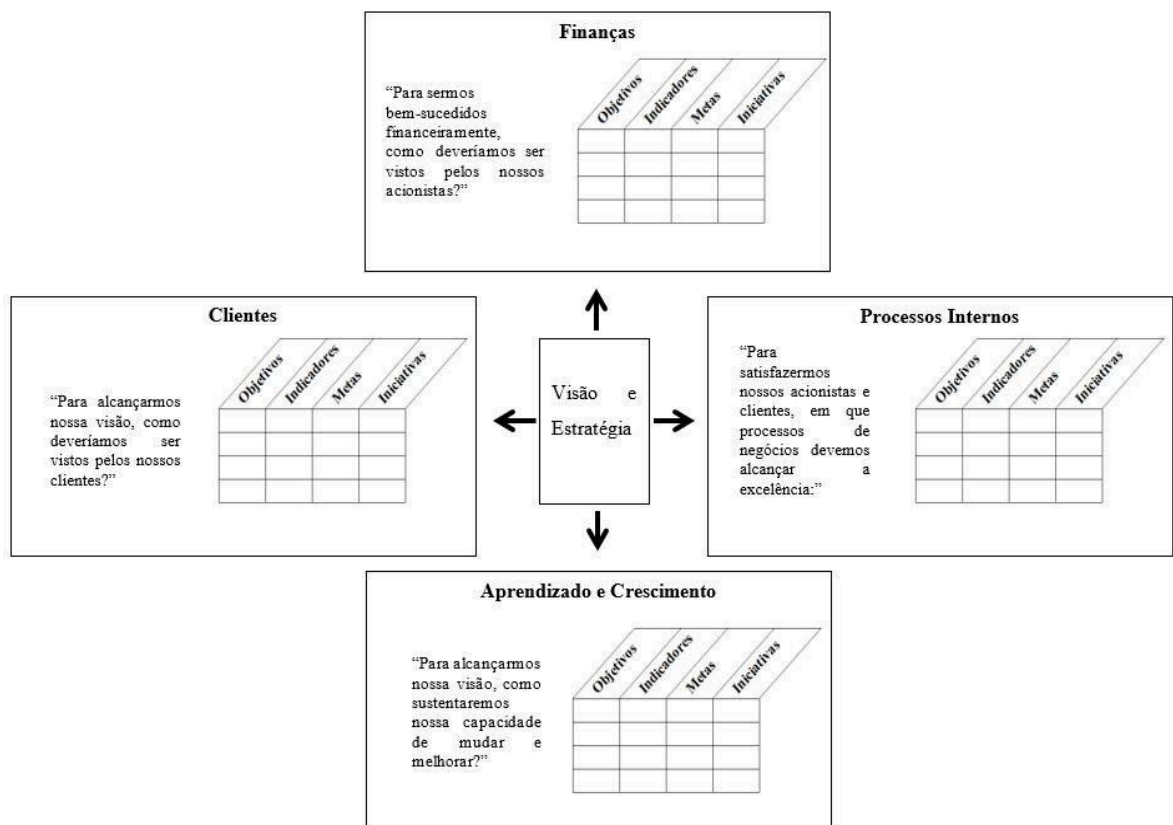 Finanças
Objetivos
Indicadores
Metas
Iniciativas
“Para sermos
bem-sucedidos
financeiramente,
como deveríamos ser
vistos pelos nossos
acionistas?”
Clientes
Objetivos
Indicadores
Metas
Iniciativas
“Para alcançarmos
nossa visão, como
deveríamos ser
vistos pelos nossos
clientes?”
Visão e
Estratégia
Processos Internos
“Para
satisfazermos
nossos acionistas e
clientes, em que
processos de
negócios devemos
alcançar a
excelência:”
Objetivos
Indicadores
Metas
Iniciativas
Aprendizado e Crescimento
Objetivos
Indicadores
Metas
Iniciativas
“Para alcançarmos
nossa visão, como
sustentaremos
nossa capacidade
de mudar e
melhorar?”